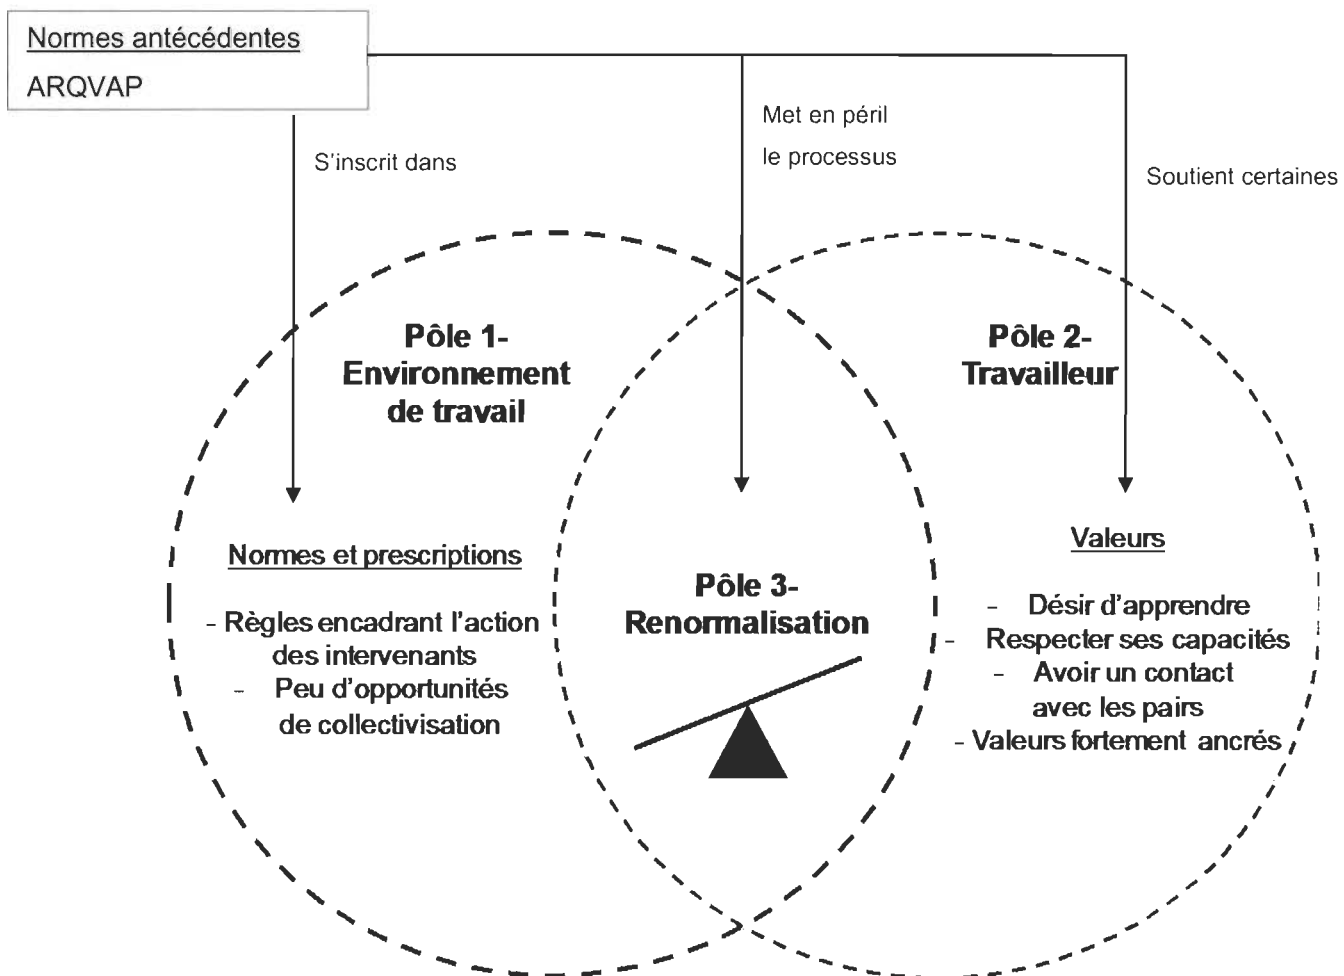 Normes antécédentes
ARQVAP
S'inscrit dans
Met en péril
le processus
Soutient certaines
Pôle 1-
Environnement
de travail
Pôle 2-
Travailleur
Normes et prescriptions
- Règles encadrant l'action
des intervenants
- Peu d'opportunités
de collectivisation
Pôle 3-
Renormalisation
Valeurs
- Désir d'apprendre
- Respecter ses capacités
- Avoir un contact
avec les pairs
- Valeurs fortement ancrés